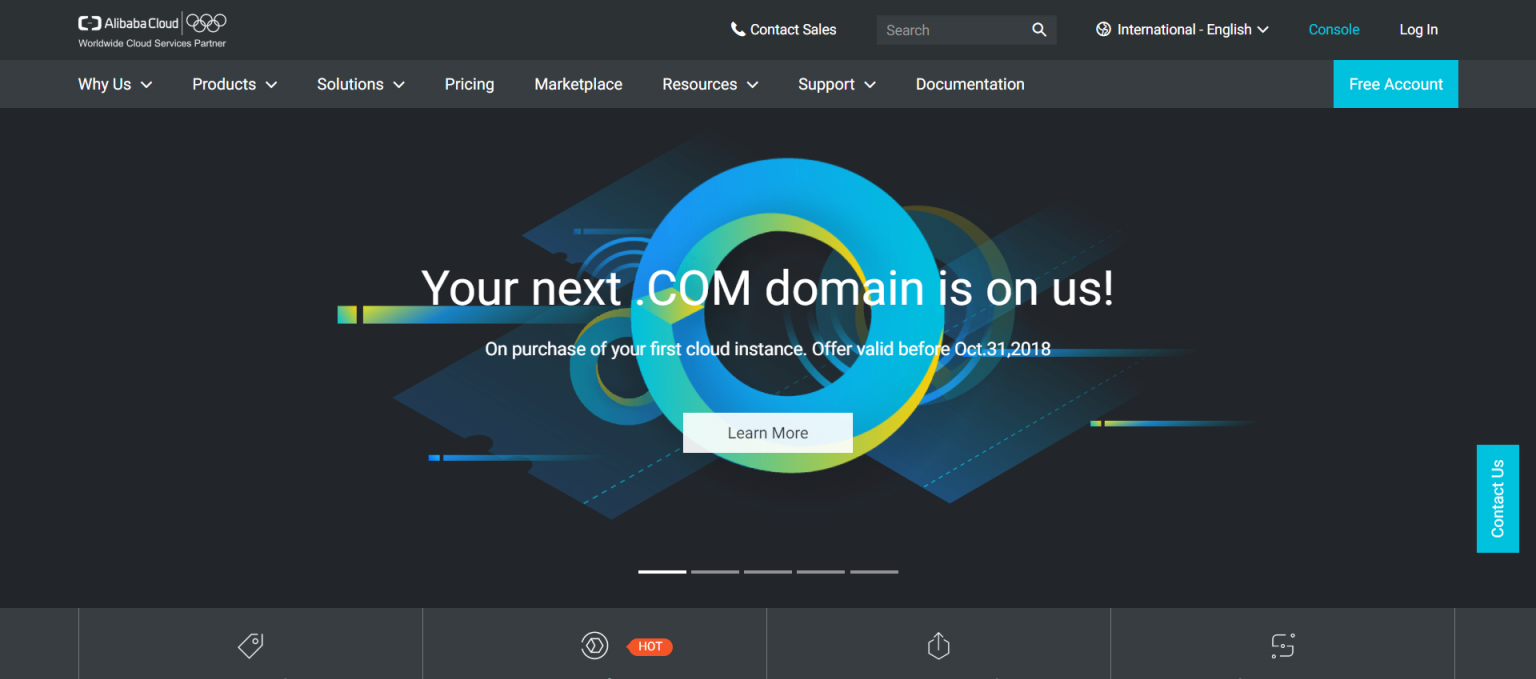 Alibaba Cloud
Worldwide Cloud Services Partner
Contact Sales
Search
International - English
Console
Log In
Why Us
Products
Solutions
Pricing
Marketplace
Resources
Support
Documentation
Free Account
Your next .COM domain is on us!
On purchase of your first cloud instance. Offer valid before Oct.31,2018
Learn More
Contact Us
HOT